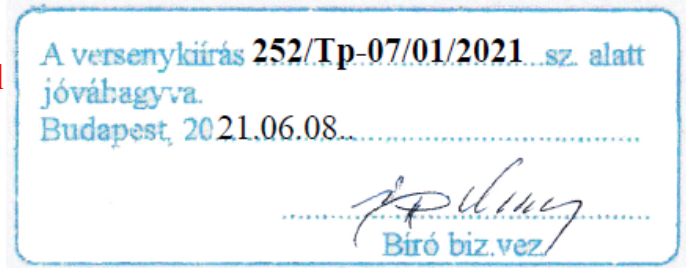 A versenykiírás 252/Tp-07/01/2021 sz. alatt
jóváhagyva.
Budapest, 2021.06.08..
Bíró biz.vez.